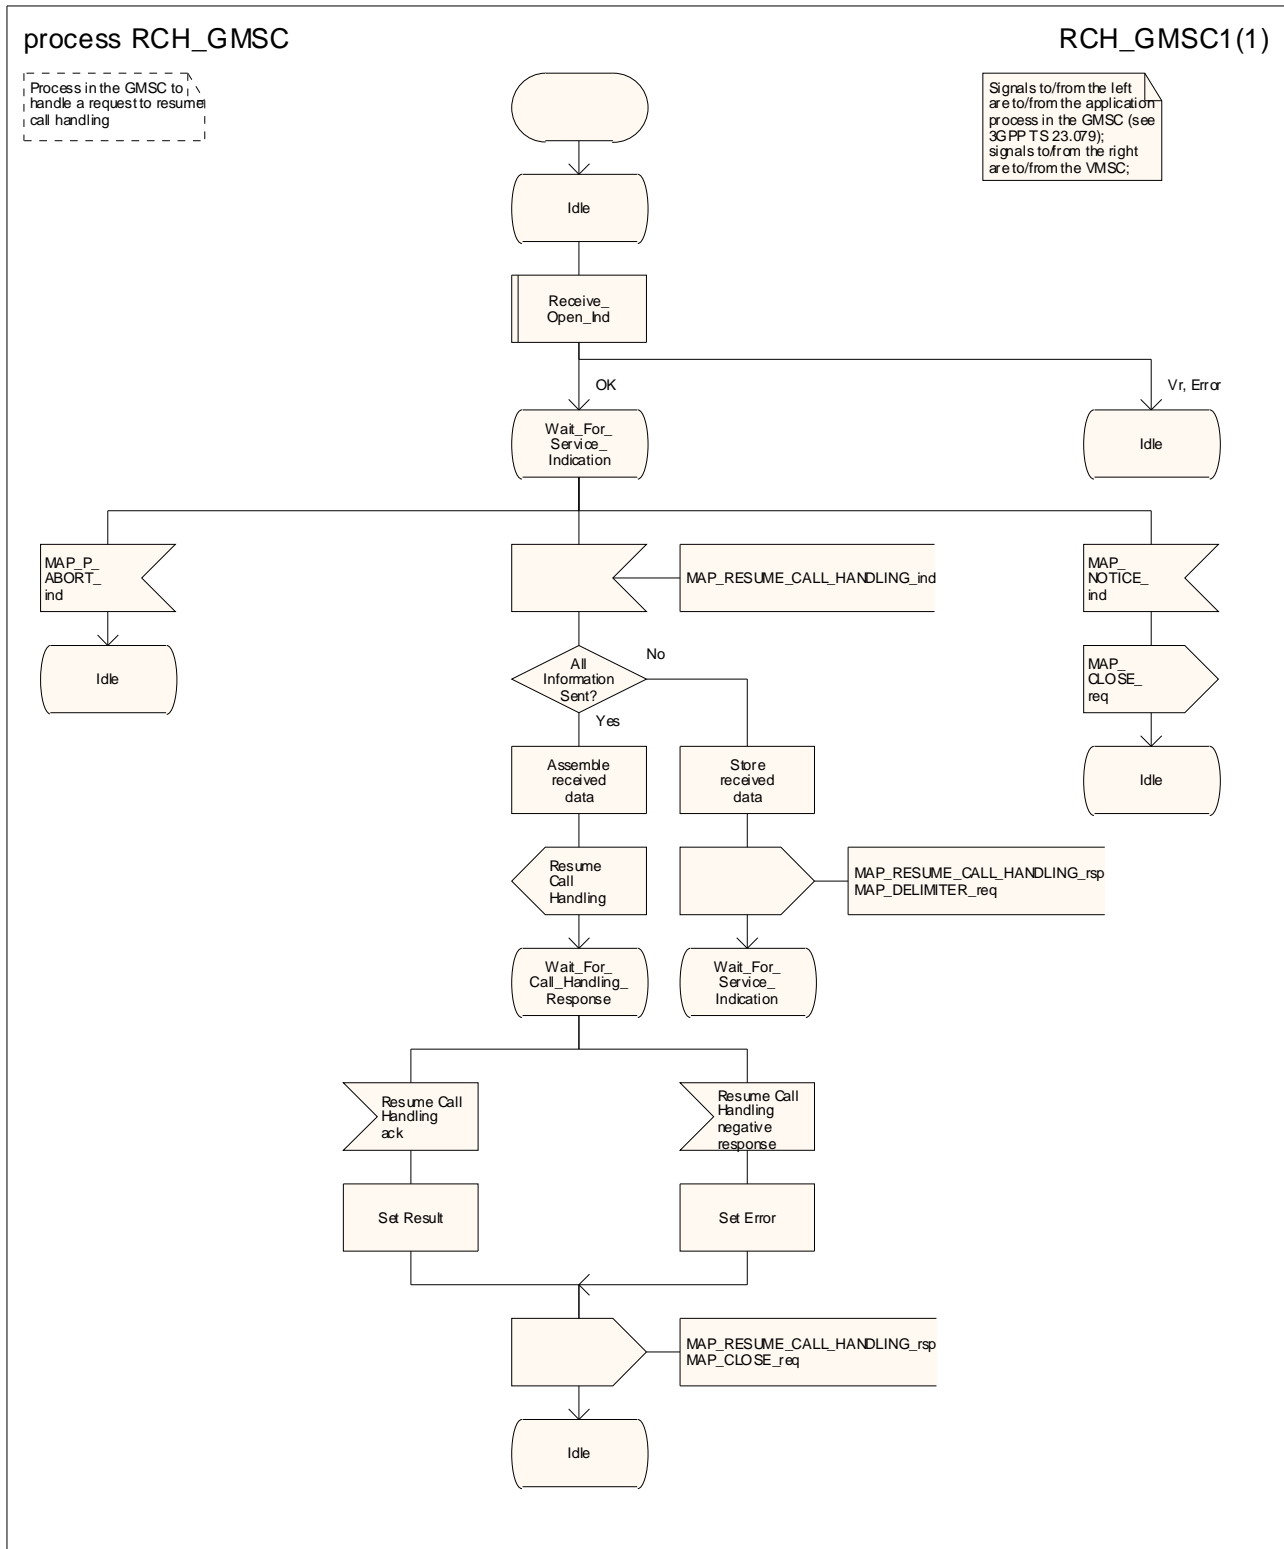 process RCH_GMSC
RCH_GMSC1(1)
Process in the GMSC to
handle a request to resume
call handling
Signals to/from the left
are to/from the application
process in the GMSC (see
3GPP TS 23.079);
signals to/from the right
are to/from the VMSC;
Idle
Receive_
Open_Ind
OK
Vr, Error
Wait_For_
Service_
Indication
Idle
MAP_P_
ABORT_
ind
MAP_RESUME_CALL_HANDLING_ind
MAP_
NOTICE_
ind
Idle
All
Information
Sent?
No
Yes
MAP_
CLOSE_
req
Assemble
received
data
Store
received
data
Idle
Resume
Call
Handling
MAP_RESUME_CALL_HANDLING_rsp
MAP_DELIMITER_req
Wait_For_
Call_Handling_
Response
Wait_For_
Service_
Indication
Resume Call
Handling
ack
Resume Call
Handling
negative
response
Set Result
Set Error
MAP_RESUME_CALL_HANDLING_rsp
MAP_CLOSE_req
Idle